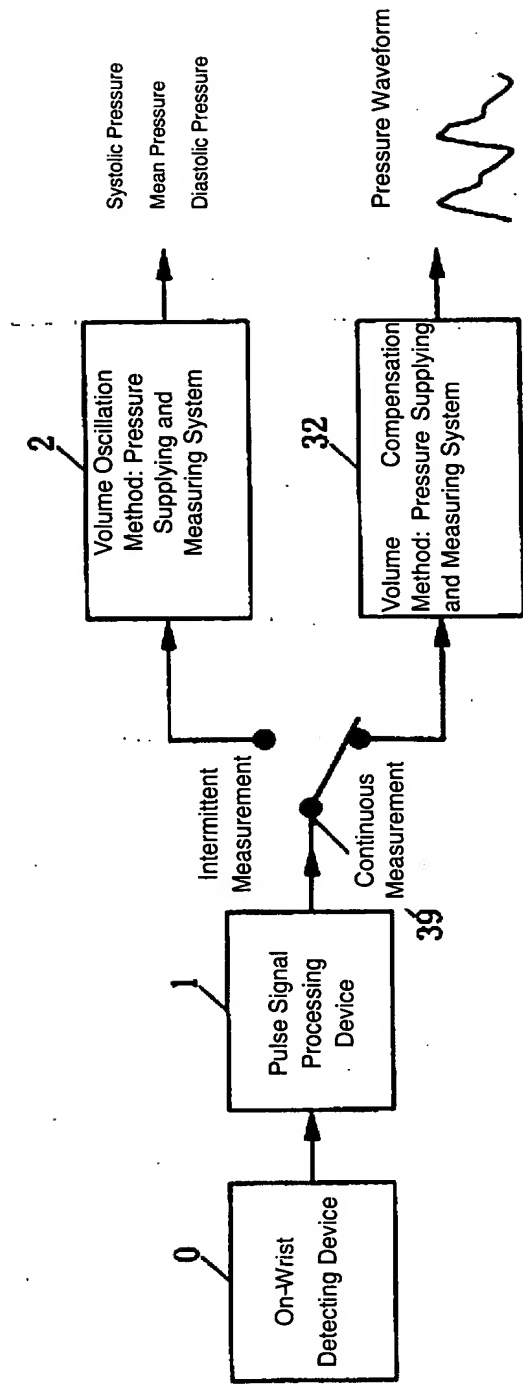 0
On-Wrist
Detecting Device
1
Pulse Signal
Processing
Device
39
Intermittent
Measurement
Continuous
Measurement
2
Volume Oscillation
Method: Pressure
Supplying and
Measuring System
Systolic Pressure
Mean Pressure
Diastolic Pressure
32
Volume Compensation
Method: Pressure Supplying
and Measuring System
Pressure Waveform